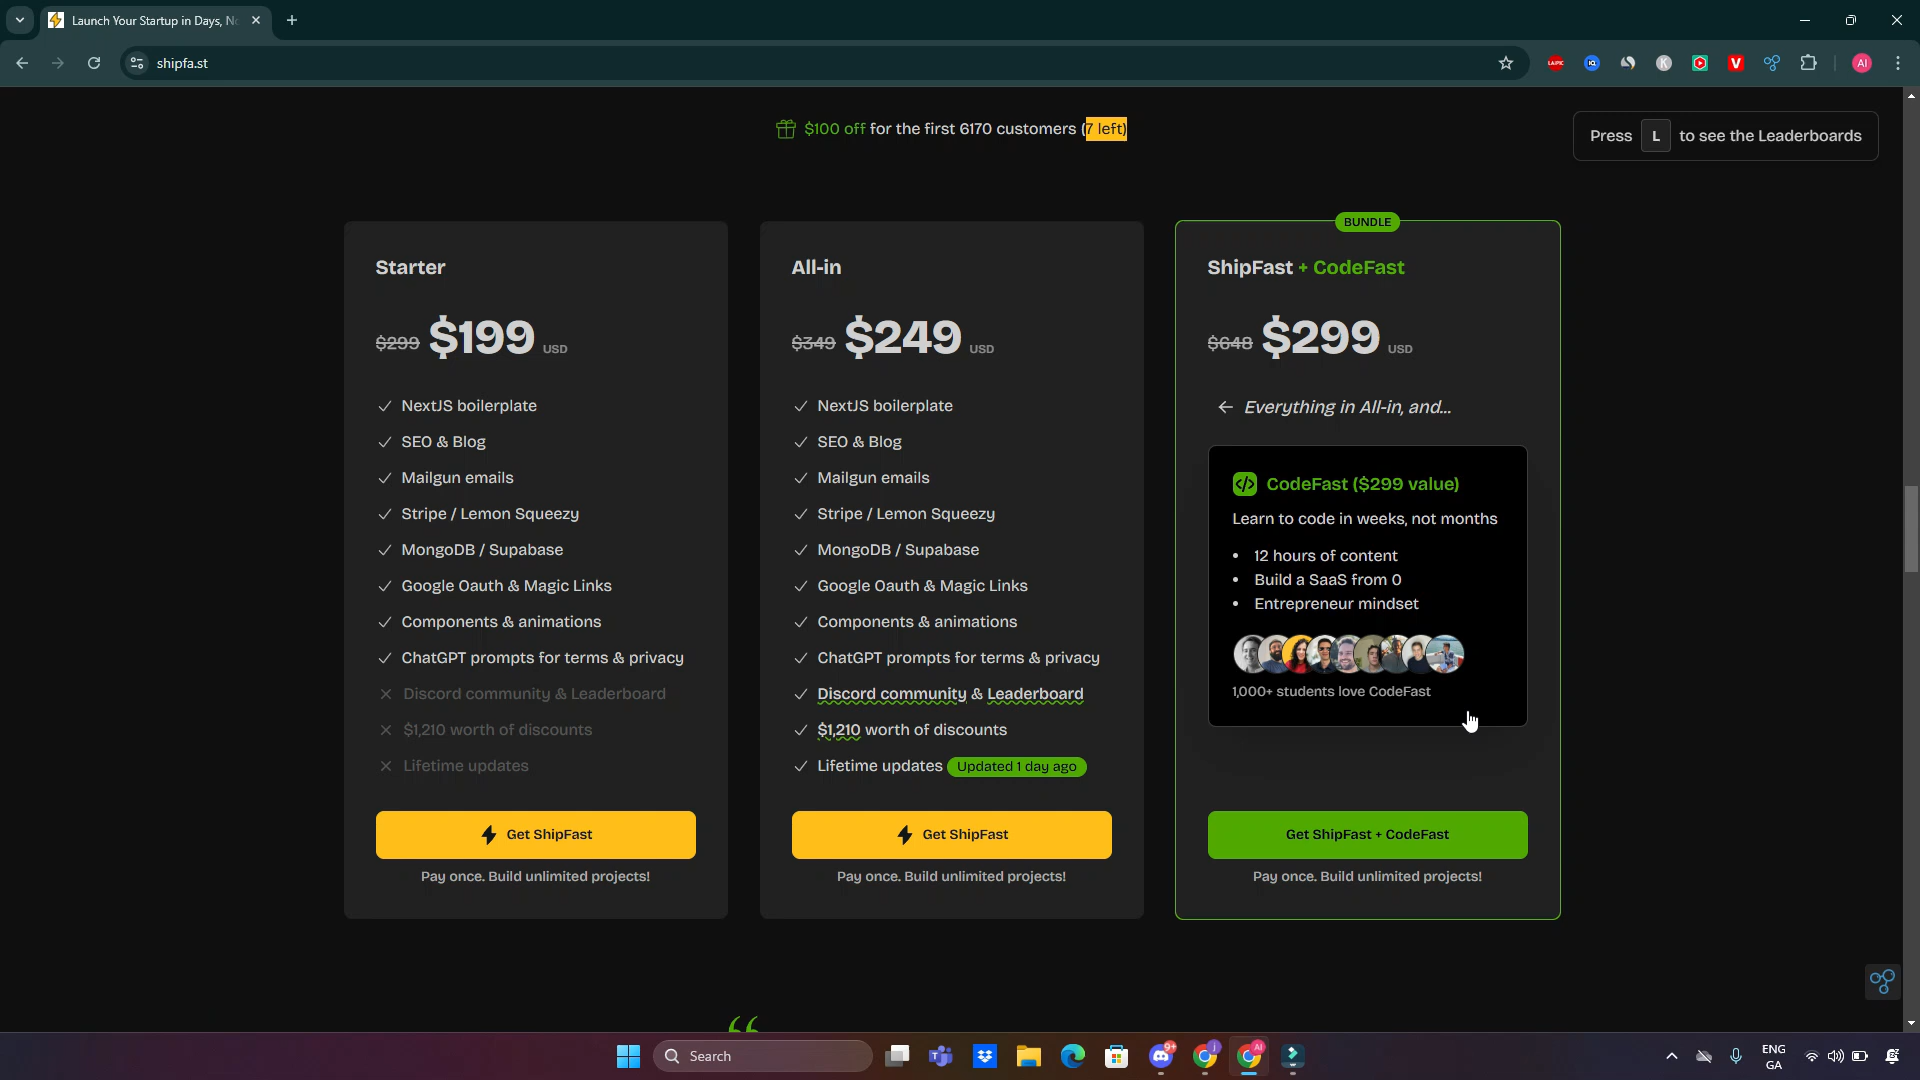 Launch Your Startup in Days, No
shipfa.st
$100 off for the first 6170 customers (7 left)
Press L to see the Leaderboards
Starter
$299 $199 USD
NextJS boilerplate
SEO & Blog
Mailgun emails
Stripe / Lemon Squeezy
MongoDB / Supabase
Google Oauth & Magic Links
Components & animations
ChatGPT prompts for terms & privacy
Discord community & Leaderboard
$1,210 worth of discounts
Lifetime updates
Get ShipFast
Pay once. Build unlimited projects!
All-in
$349 $249 USD
NextJS boilerplate
SEO & Blog
Mailgun emails
Stripe / Lemon Squeezy
MongoDB / Supabase
Google Oauth & Magic Links
Components & animations
ChatGPT prompts for terms & privacy
Discord community & Leaderboard
$1,210 worth of discounts
Lifetime updates Updated 1 day ago
Get ShipFast
Pay once. Build unlimited projects!
BUNDLE
ShipFast + CodeFast
$648 $299 USD
Everything in All-in, and...
CodeFast ($299 value)
Learn to code in weeks, not months
• 12 hours of content
• Build a SaaS from 0
• Entrepreneur mindset
1,000+ students love CodeFast
Get ShipFast + CodeFast
Pay once. Build unlimited projects!
Search
ENG
GA